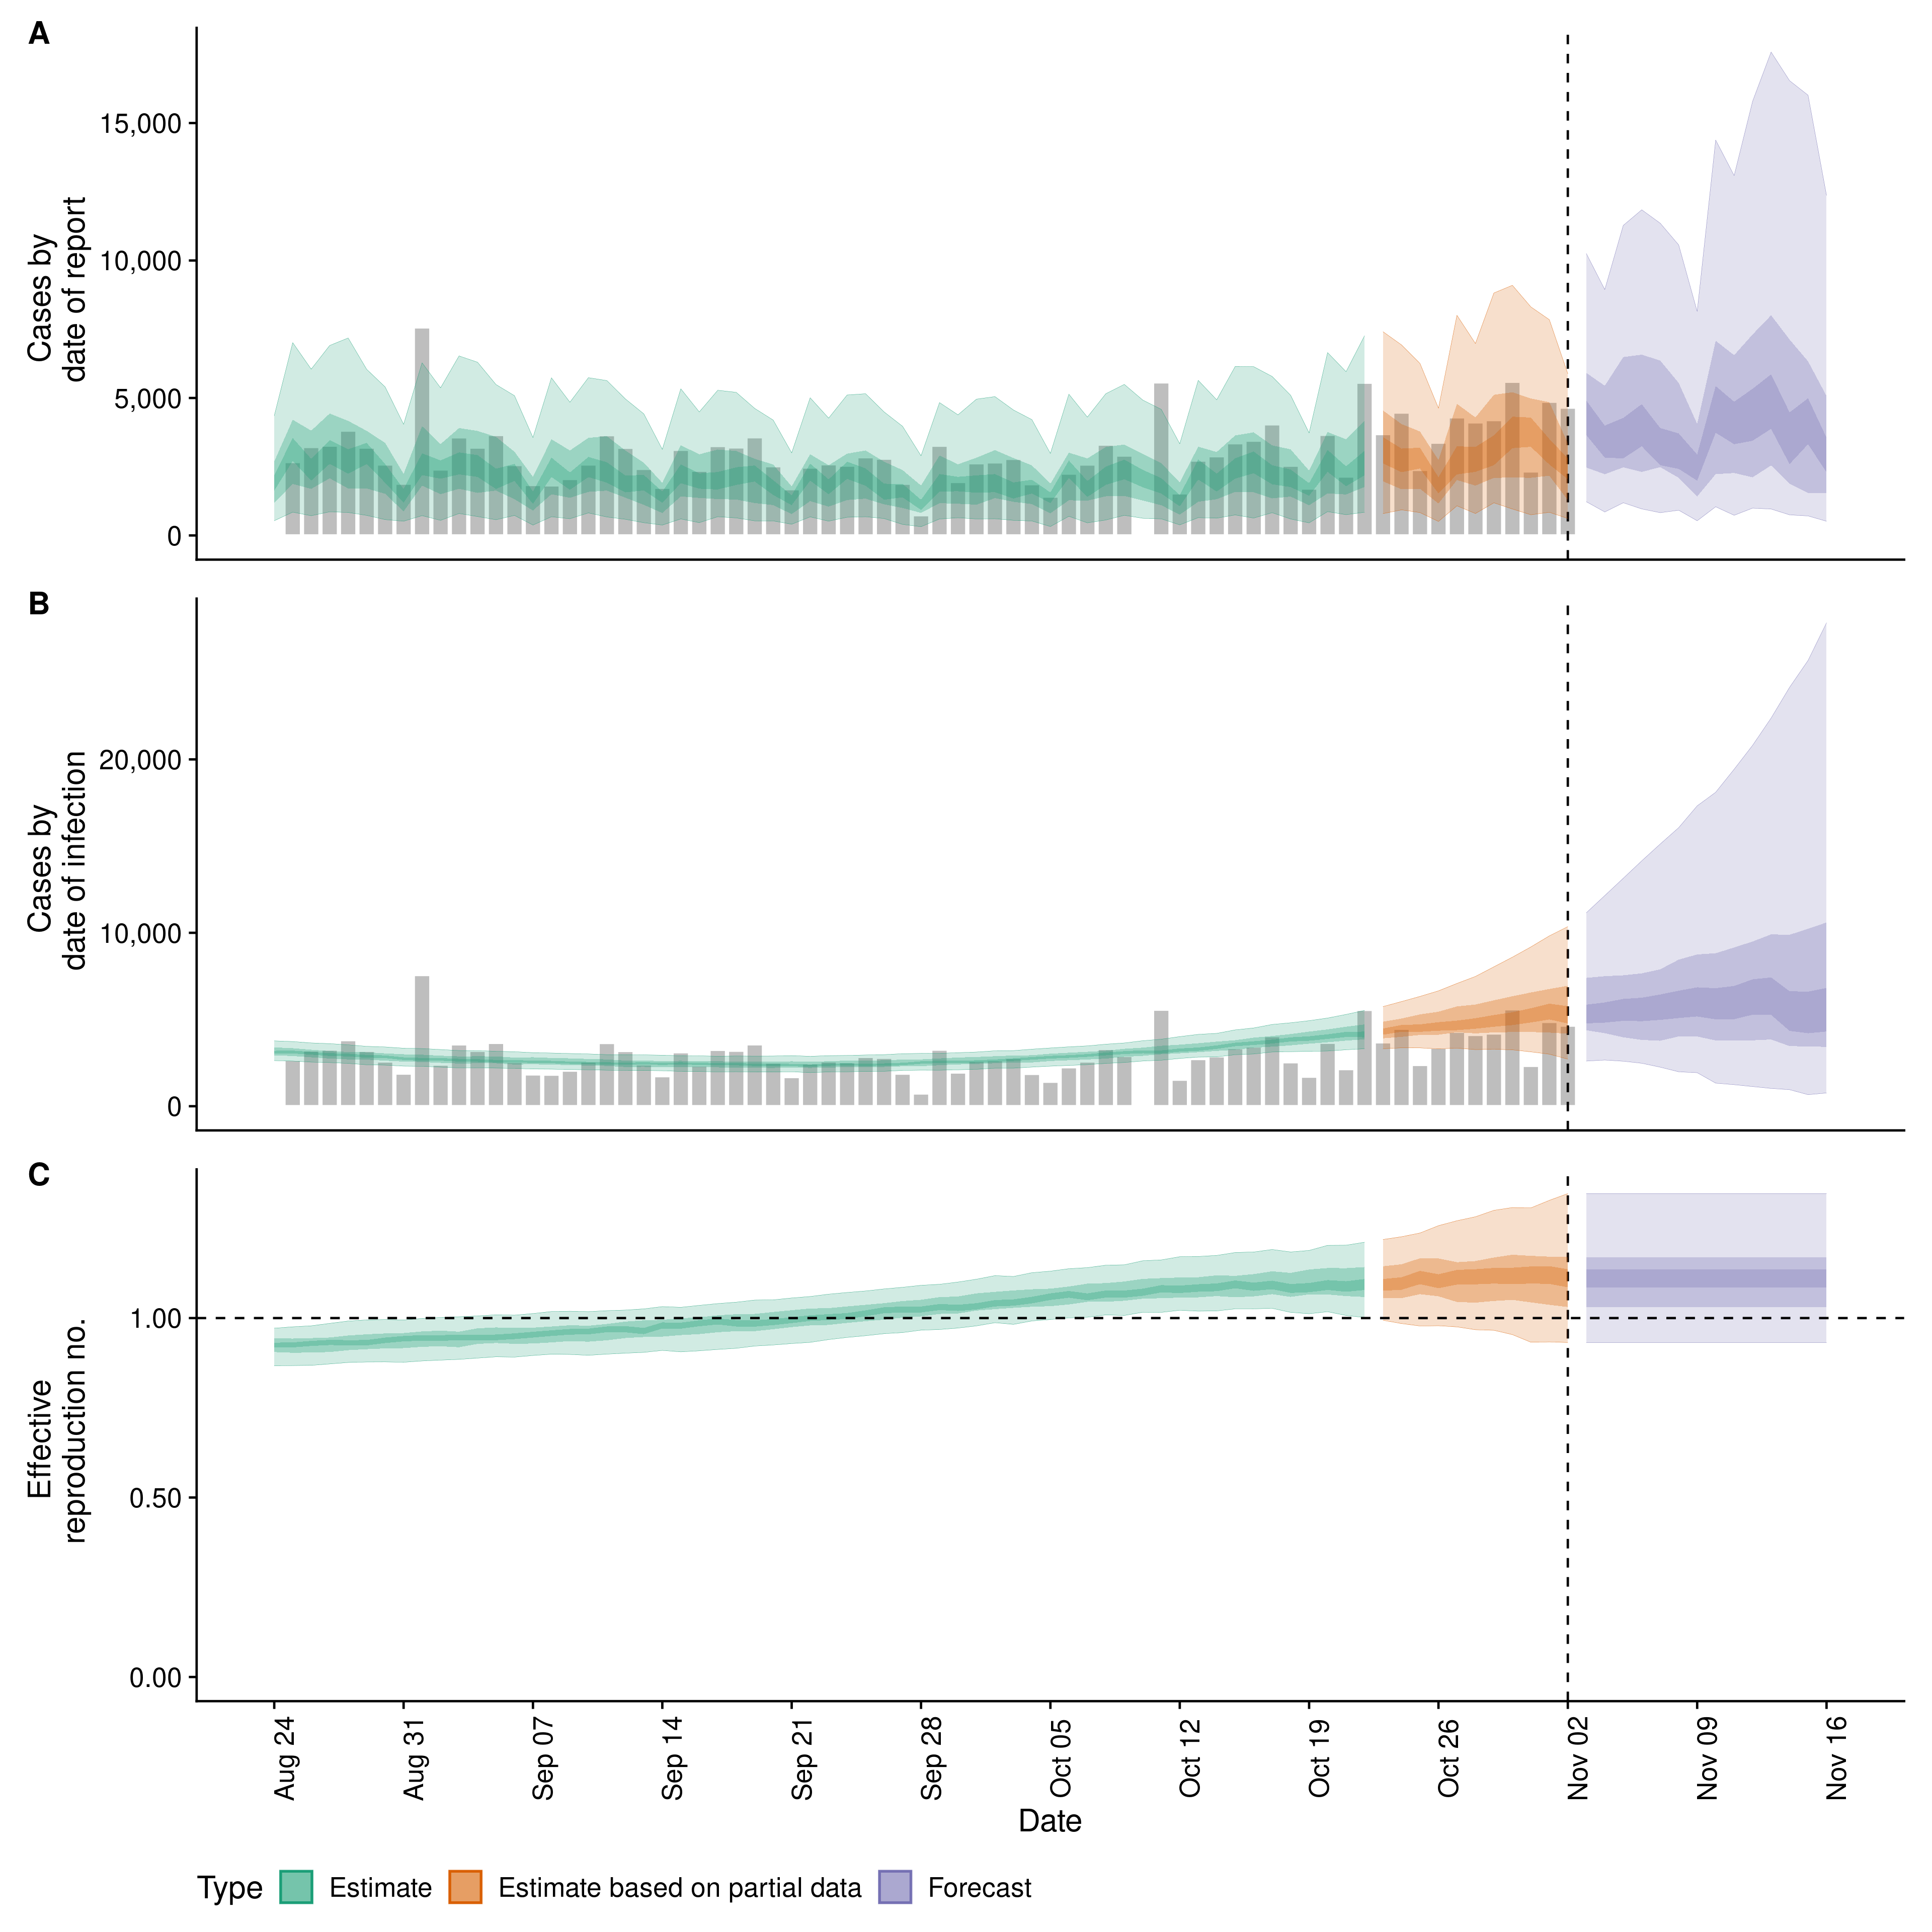 A
Cases by
date of report
15,000
10,000
5,000
0
B
Cases by
date of infection
20,000
10,000
0
C
Effective
reproduction no.
1.00
0.50
0.00
Aug 24
Aug 31
Sep 07
Sep 14
Sep 21
Sep 28
Oct 05
Oct 12
Oct 19
Oct 26
Nov 02
Nov 09
Nov 16
Date
Type Estimate Estimate based on partial data Forecast